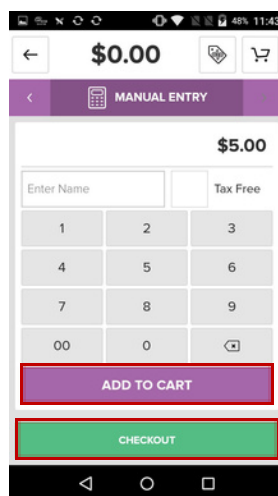 48% 11:43
$0.00
MANUAL ENTRY
$5.00
Enter Name Tax Free
1 2 3
4 5 6
7 8 9
00 0
ADD TO CART
CHECKOUT